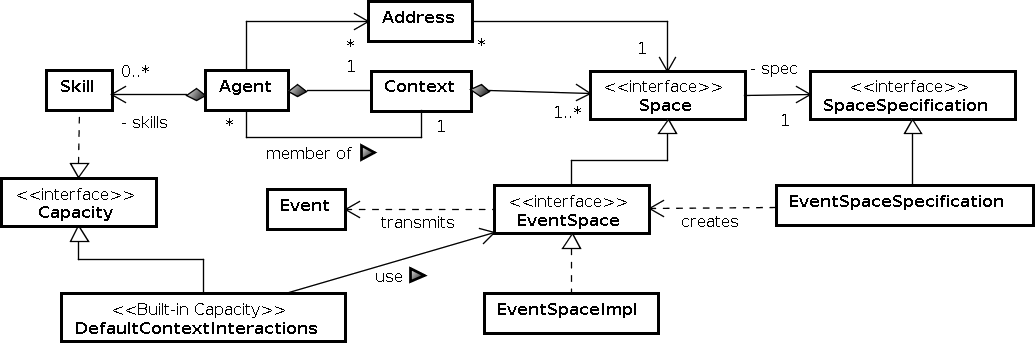 Address
*
*
1
1
0..*
Skill
Agent
Context
<<interface>>
Space
- spec
<<interface>>
SpaceSpecification
- skills
*
1
1..*
1
member of
<<interface>>
Capacity
Event
transmits
<<interface>>
EventSpace
creates
EventSpaceSpecification
use
<<Built-in Capacity>>
DefaultContextInteractions
EventSpaceImpl